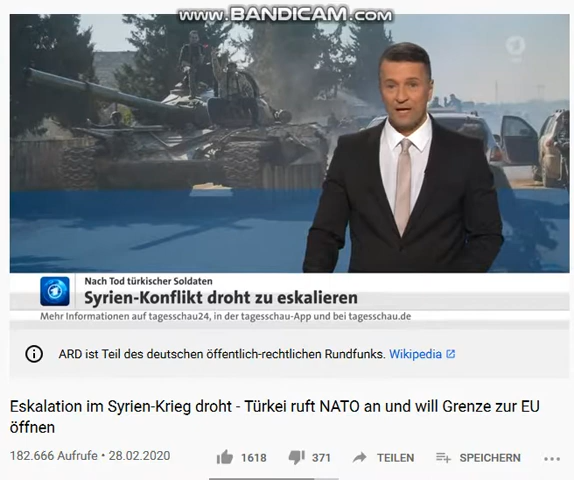 www.BANDICAM.com
Nach Tod türkischer Soldaten
Syrien-Konflikt droht zu eskalieren
Mehr Informationen auf tagesschau24, in der tagesschau-App und bei tagesschau.de
ARD ist Teil des deutschen öffentlich-rechtlichen Rundfunks. Wikipedia
Eskalation im Syrien-Krieg droht - Türkei ruft NATO an und will Grenze zur EU
öffnen
182.666 Aufrufe • 28.02.2020 1618 371 TEILEN SPEICHERN